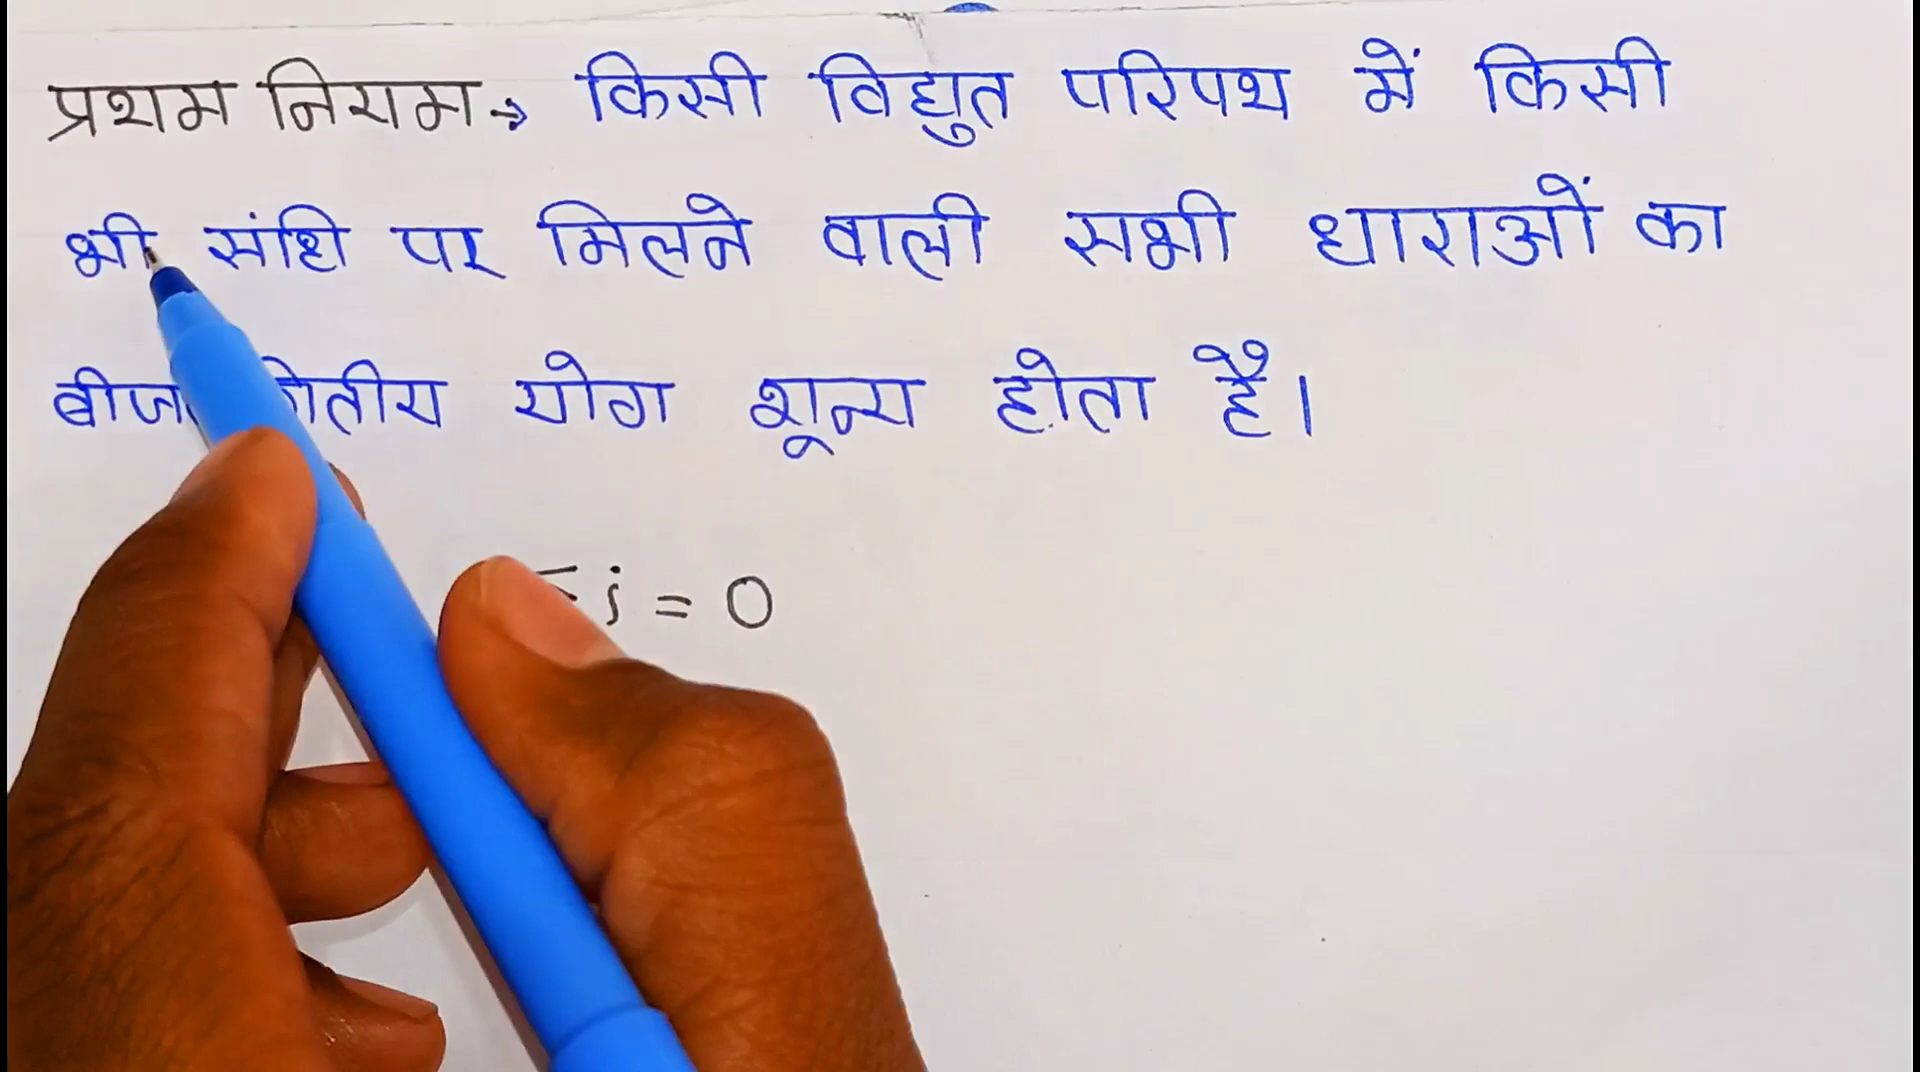 प्रथम नियम → किसी विद्युत परिपथ में किसी
भी संधि पर मिलने वाली सभी धाराओं का
योग शून्य होता है।
i = 0